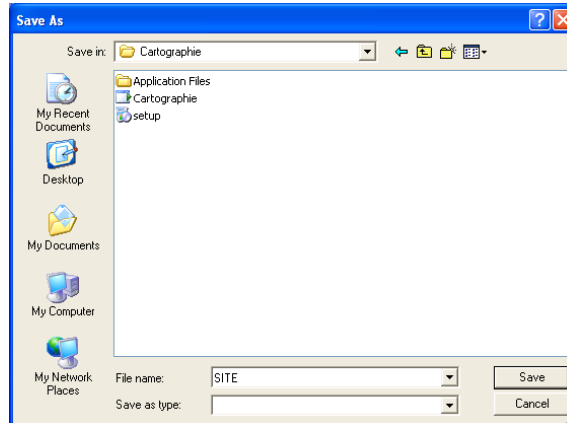 Save As
Save in: Cartographie
Application Files
Cartographie
setup
My Recent
Documents
Desktop
My Documents
My Computer
My Network
Places
File name: SITE Save
Save as type: Cancel